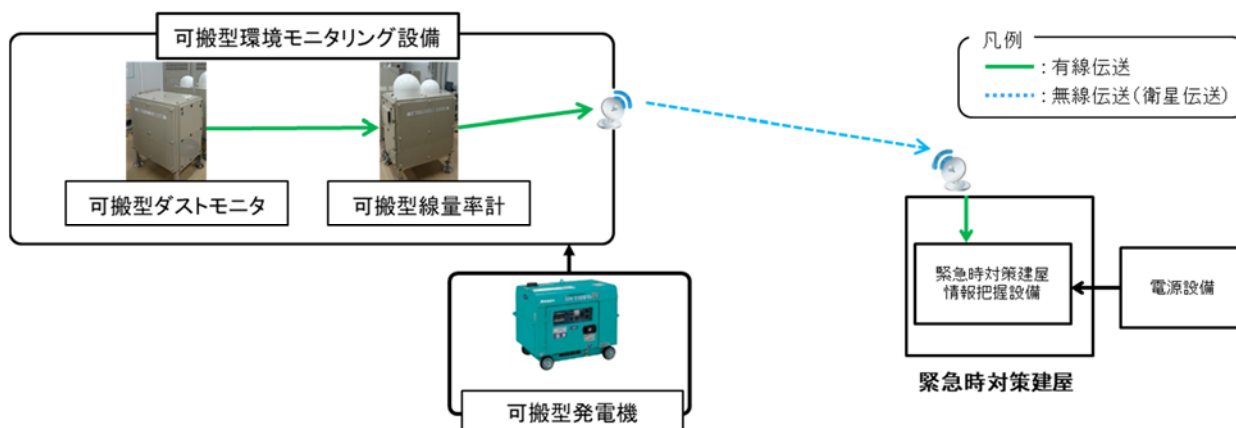 可搬型環境モニタリング設備
凡例
：有線伝送
：無線伝送(衛星伝送)
可搬型ダストモニタ
可搬型線量率計
緊急時対策建屋
情報把握設備
電源設備
緊急時対策建屋
可搬型発電機